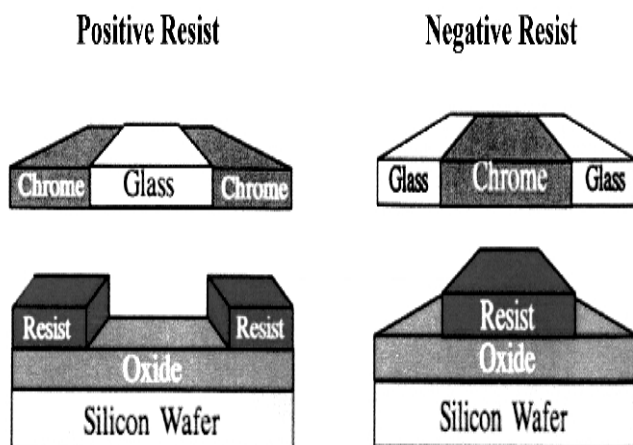 Positive Resist
Negative Resist
Chrome Glass Chrome
Glass Chrome Glass
Resist Resist
Oxide
Silicon Wafer
Resist
Oxide
Silicon Wafer